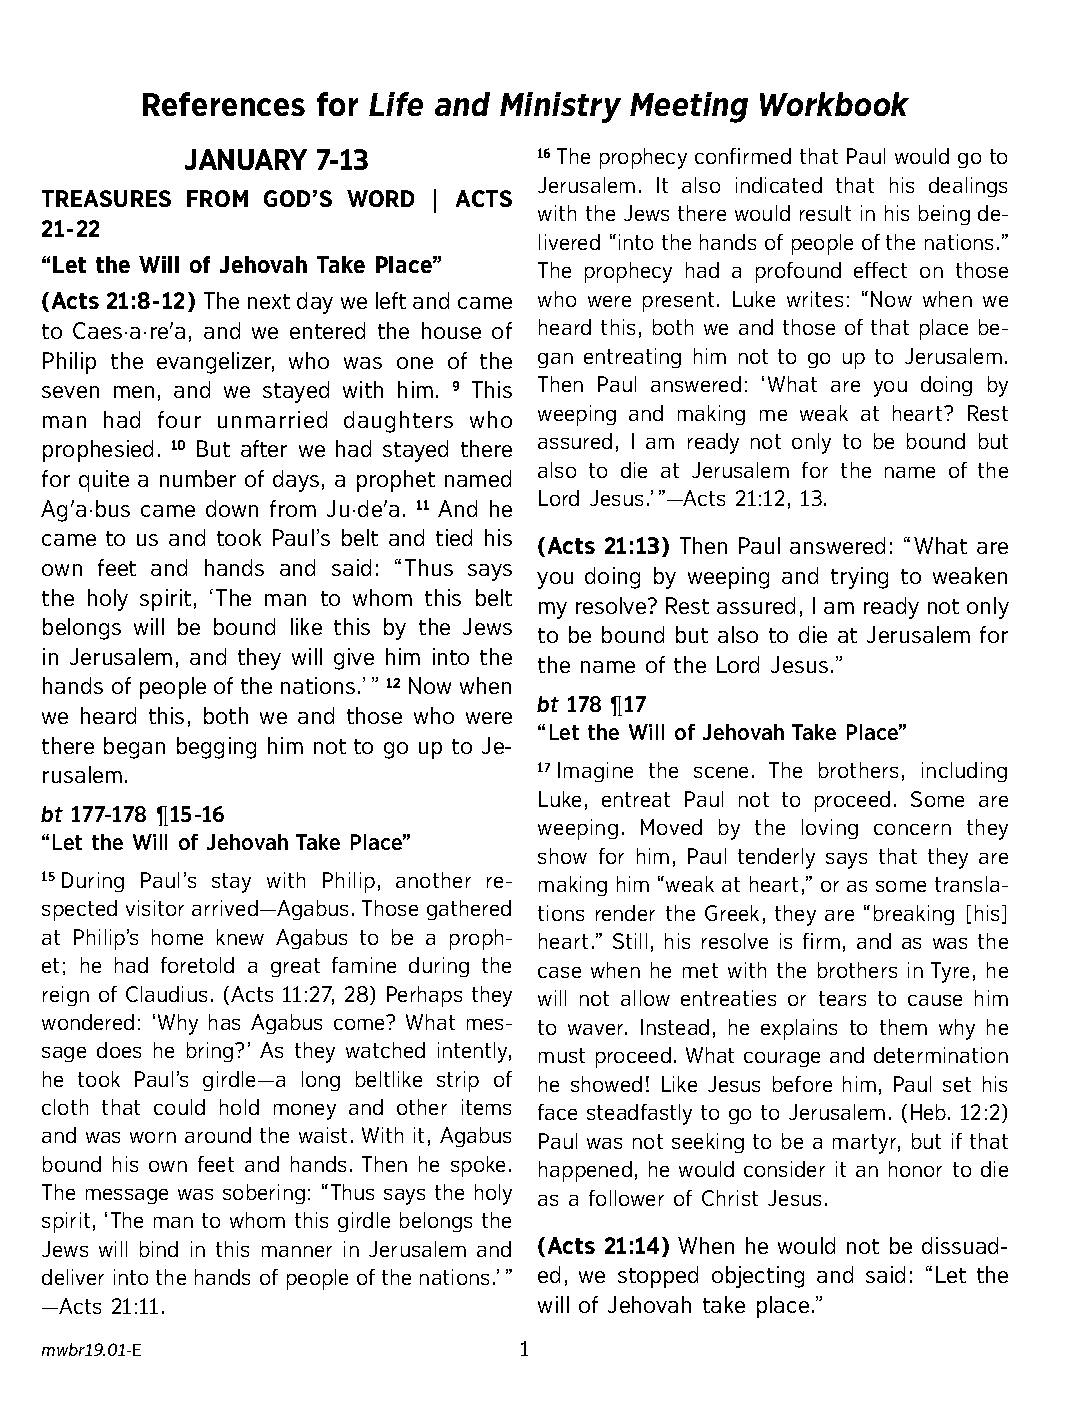 References for Life and Ministry Meeting Workbook
JANUARY 7-13
TREASURES FROM GOD’S WORD | ACTS
21-22
“Let the Will of Jehovah Take Place”
(Acts 21:8-12) The next day we left and came
to Caes·a·re′a, and we entered the house of
Philip the evangelizer, who was one of the
seven men, and we stayed with him. 9 This
man had four unmarried daughters who
prophesied. 10 But after we had stayed there
for quite a number of days, a prophet named
Ag′a·bus came down from Ju·de′a. 11 And he
came to us and took Paul’s belt and tied his
own feet and hands and said: “Thus says
the holy spirit, ‘The man to whom this belt
belongs will be bound like this by the Jews
in Jerusalem, and they will give him into the
hands of people of the nations.’ ” 12 Now when
we heard this, both we and those who were
there began begging him not to go up to Je-
rusalem.
bt 177-178 ¶15-16
“Let the Will of Jehovah Take Place”
15 During Paul’s stay with Philip, another re-
spected visitor arrived—Agabus. Those gathered
at Philip’s home knew Agabus to be a proph-
et; he had foretold a great famine during the
reign of Claudius. (Acts 11:27, 28) Perhaps they
wondered: ‘Why has Agabus come? What mes-
sage does he bring?’ As they watched intently,
he took Paul’s girdle—a long beltlike strip of
cloth that could hold money and other items
and was worn around the waist. With it, Agabus
bound his own feet and hands. Then he spoke.
The message was sobering: “Thus says the holy
spirit, ‘The man to whom this girdle belongs the
Jews will bind in this manner in Jerusalem and
deliver into the hands of people of the nations.’ ”
—Acts 21:11.
16 The prophecy confirmed that Paul would go to
Jerusalem. It also indicated that his dealings
with the Jews there would result in his being de-
livered “into the hands of people of the nations.”
The prophecy had a profound effect on those
who were present. Luke writes: “Now when we
heard this, both we and those of that place be-
gan entreating him not to go up to Jerusalem.
Then Paul answered: ‘What are you doing by
weeping and making me weak at heart? Rest
assured, I am ready not only to be bound but
also to die at Jerusalem for the name of the
Lord Jesus.’ ”—Acts 21:12, 13.
(Acts 21:13) Then Paul answered: “What are
you doing by weeping and trying to weaken
my resolve? Rest assured, I am ready not only
to be bound but also to die at Jerusalem for
the name of the Lord Jesus.”
bt 178 ¶17
“Let the Will of Jehovah Take Place”
17 Imagine the scene. The brothers, including
Luke, entreat Paul not to proceed. Some are
weeping. Moved by the loving concern they
show for him, Paul tenderly says that they are
making him “weak at heart,” or as some transla-
tions render the Greek, they are “breaking [his]
heart.” Still, his resolve is firm, and as was the
case when he met with the brothers in Tyre, he
will not allow entreaties or tears to cause him
to waver. Instead, he explains to them why he
must proceed. What courage and determination
he showed! Like Jesus before him, Paul set his
face steadfastly to go to Jerusalem. (Heb. 12:2)
Paul was not seeking to be a martyr, but if that
happened, he would consider it an honor to die
as a follower of Christ Jesus.
(Acts 21:14) When he would not be dissuad-
ed, we stopped objecting and said: “Let the
will of Jehovah take place.”
mwbr19.01-E
1